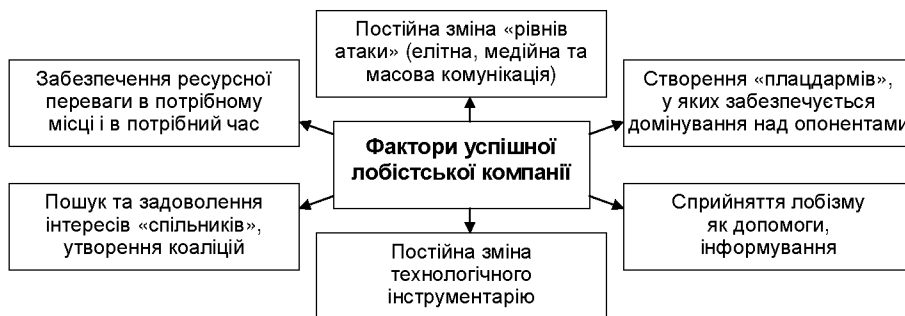 Постійна зміна «рівнів
атаки» (елітна, медійна та
масова комунікація)
Забезпечення ресурсної
переваги в потрібному
місці і в потрібний час
Створення «плацдармів»,
у яких забезпечується
домінування над опонентами
Фактори успішної
лобістської компанії
Пошук та задоволення
інтересів «спільників»,
утворення коаліцій
Сприйняття лобізму
як допомоги,
інформування
Постійна зміна
технологічного
інструментарію